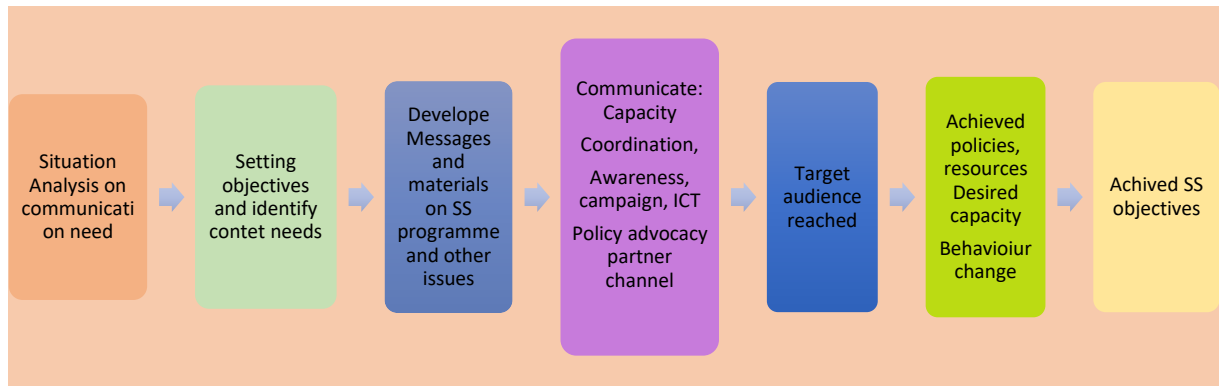 Situation
Analysis on
communicati
on need
Setting
objectives
and identify
contet needs
Develope
Messages
and
materials
on SS
programme
and other
issues
Communicate:
Capacity
Coordination,
Awareness,
campaign, ICT
Policy advocacy
partner
channel
Target
audience
reached
Achieved
policies,
resources
Desired
capacity
Behavioiur
change
Achived SS
objectives